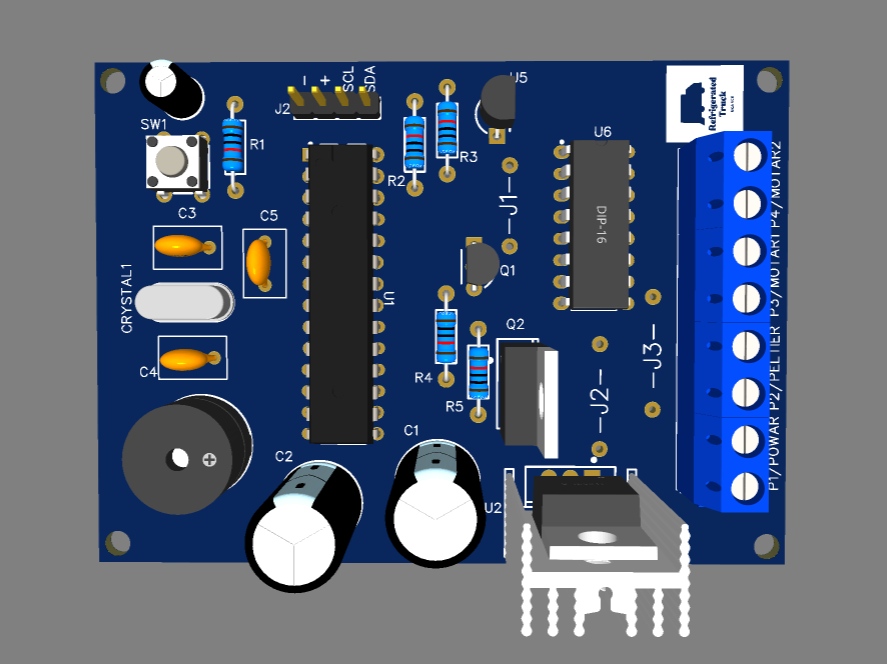 U5
SCL
SDA
+
-
J2
SW1
R1
R2
R3
U6
Refrigerated
Truck
C3
C5
-J1-
DIP-16
CRYSTAL1
U1
Q1
Q2
C4
R4
R5
-J2-
-J3-
C2
C1
U2
P1/POWAR P2/PELTIER P3/MOTAR1 P4/MOTAR2